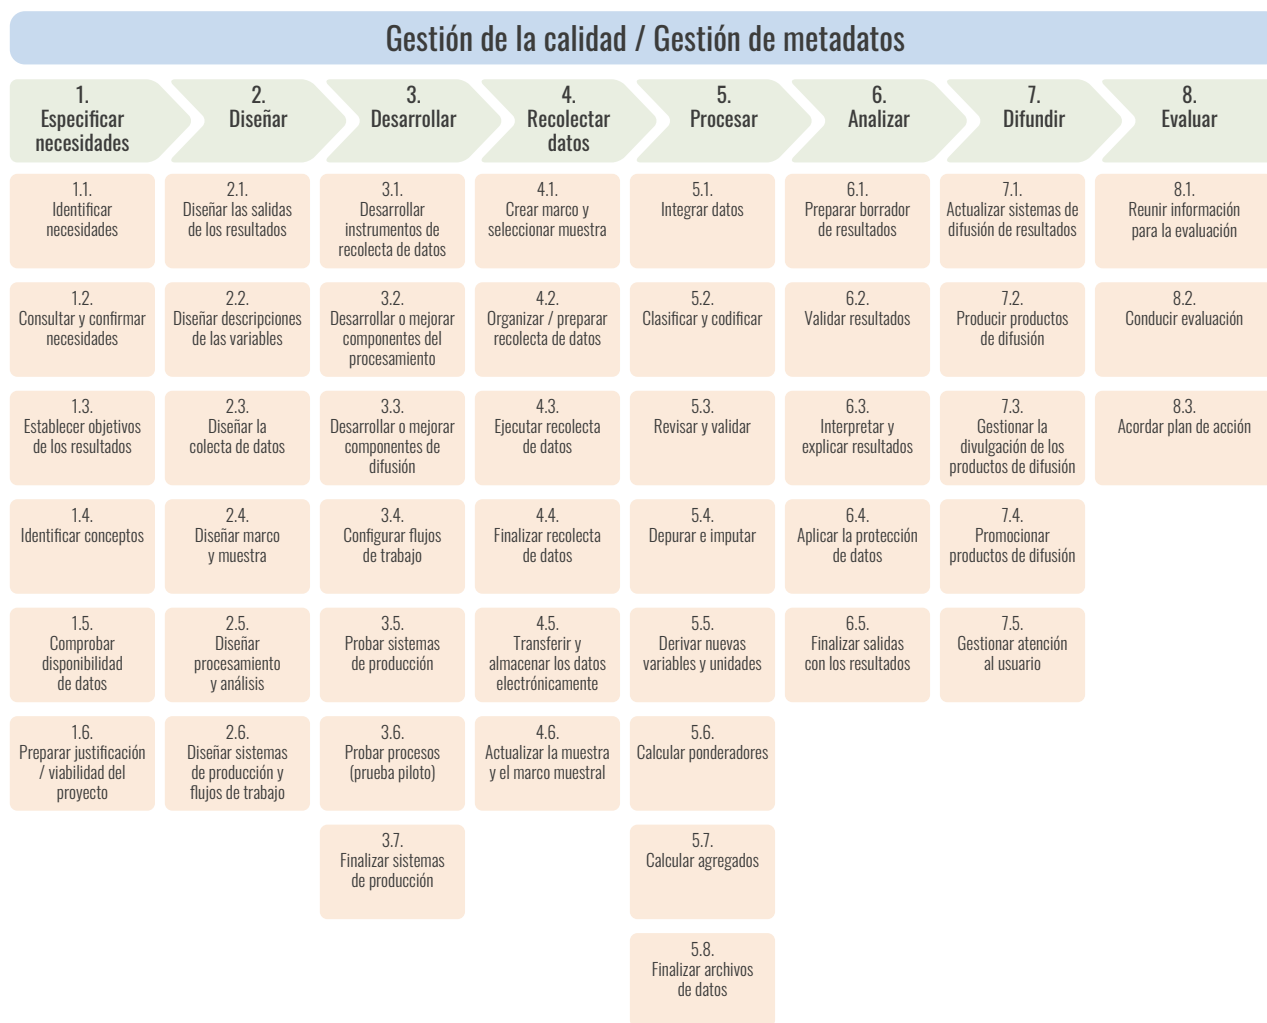 Gestión de la calidad / Gestión de metadatos
1.
Especificar
necesidades
2.
Diseñar
3.
Desarrollar
4.
Recolectar
datos
5.
Procesar
6.
Analizar
7.
Difundir
8.
Evaluar
1.1.
Identificar
necesidades
2.1.
Diseñar las salidas
de los resultados
3.1.
Desarrollar
instrumentos de
recolecta de datos
4.1.
Crear marco y
seleccionar muestra
5.1.
Integrar datos
6.1.
Preparar borrador
de resultados
7.1.
Actualizar sistemas de
difusión de resultados
8.1.
Reunir información
para la evaluación
1.2.
Consultar y confirmar
necesidades
2.2.
Diseñar descripciones
de las variables
3.2.
Desarrollar o mejorar
componentes del
procesamiento
4.2.
Organizar / preparar
recolecta de datos
5.2.
Clasificar y codificar
6.2.
Validar resultados
7.2.
Producir productos
de difusión
8.2.
Conducir evaluación
1.3.
Establecer objetivos
de los resultados
2.3.
Diseñar la
colecta de datos
3.3.
Desarrollar o mejorar
componentes de
difusión
4.3.
Ejecutar recolecta
de datos
5.3.
Revisar y validar
6.3.
Interpretar y
explicar resultados
7.3.
Gestionar la
divulgación de los
productos de difusión
8.3.
Acordar plan de acción
1.4.
Identificar conceptos
2.4.
Diseñar marco
y muestra
3.4.
Configurar flujos
de trabajo
4.4.
Finalizar recolecta
de datos
5.4.
Depurar e imputar
6.4.
Aplicar la protección
de datos
7.4.
Promocionar
productos de difusión
1.5.
Comprobar
disponibilidad
de datos
2.5.
Diseñar
procesamiento
y análisis
3.5.
Probar sistemas
de producción
4.5.
Transferir y
almacenar los datos
electrónicamente
5.5.
Derivar nuevas
variables y unidades
6.5.
Finalizar salidas
con los resultados
7.5.
Gestionar atención
al usuario
1.6.
Preparar justificación
/ viabilidad del
proyecto
2.6.
Diseñar sistemas
de producción y
flujos de trabajo
3.6.
Probar procesos
(prueba piloto)
4.6.
Actualizar la muestra
y el marco muestral
5.6.
Calcular ponderadores
3.7.
Finalizar sistemas
de producción
5.7.
Calcular agregados
5.8.
Finalizar archivos
de datos